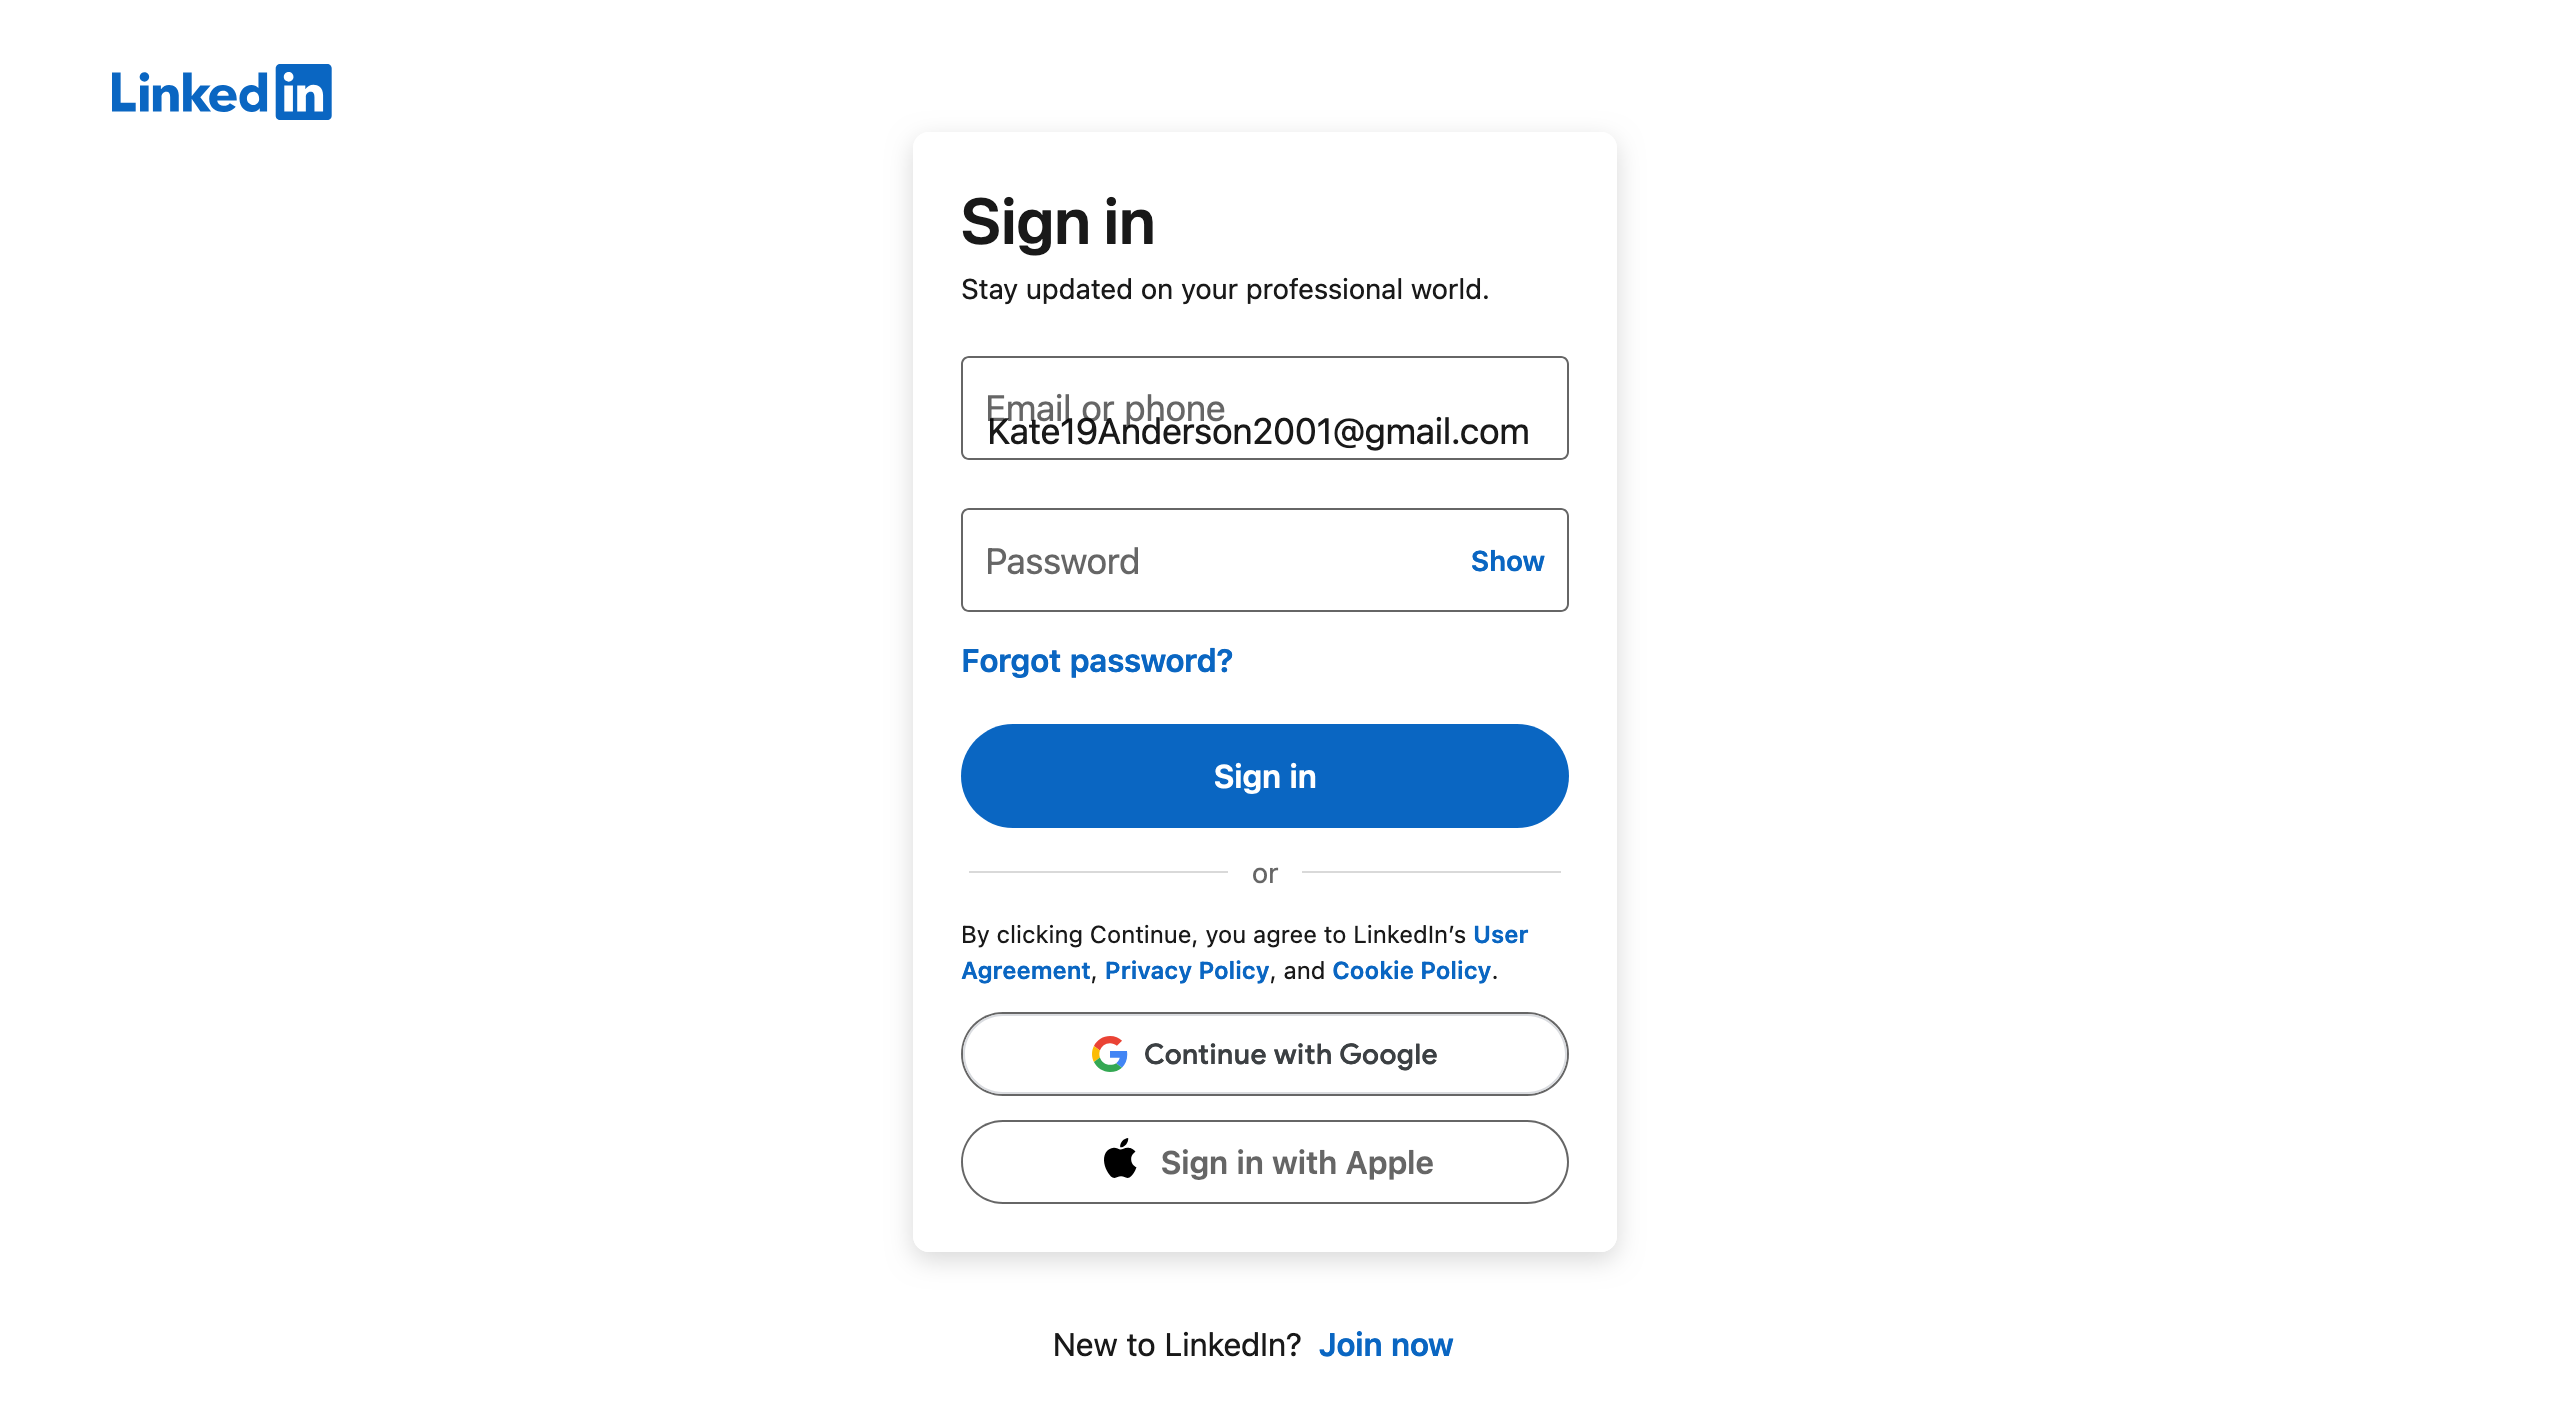 Linked in
Sign in
Stay updated on your professional world.
Email or phone
Kate19Anderson2001@gmail.com
Password
Show
Forgot password?
Sign in
or
By clicking Continue, you agree to LinkedIn’s User
Agreement, Privacy Policy, and Cookie Policy.
Continue with Google
Sign in with Apple
New to LinkedIn? Join now